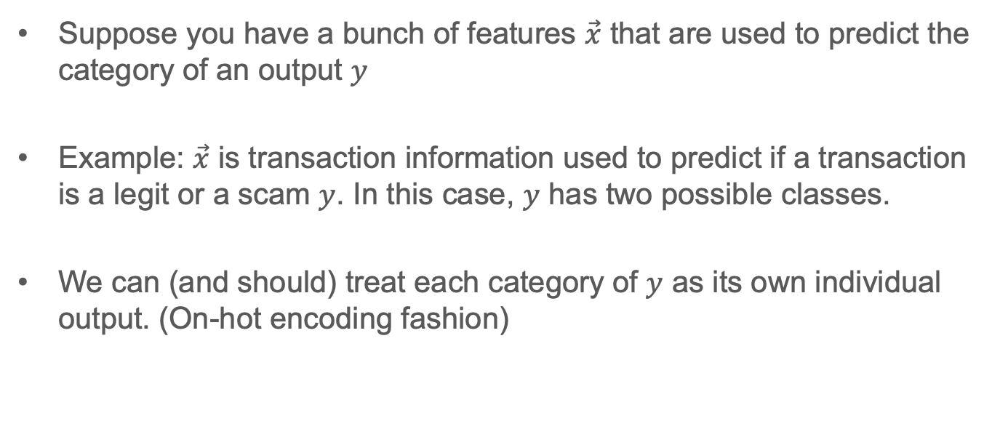 • Suppose you have a bunch of features x⃗ that are used to predict the
category of an output y
• Example: x⃗ is transaction information used to predict if a transaction
is a legit or a scam y. In this case, y has two possible classes.
• We can (and should) treat each category of y as its own individual
output. (On-hot encoding fashion)